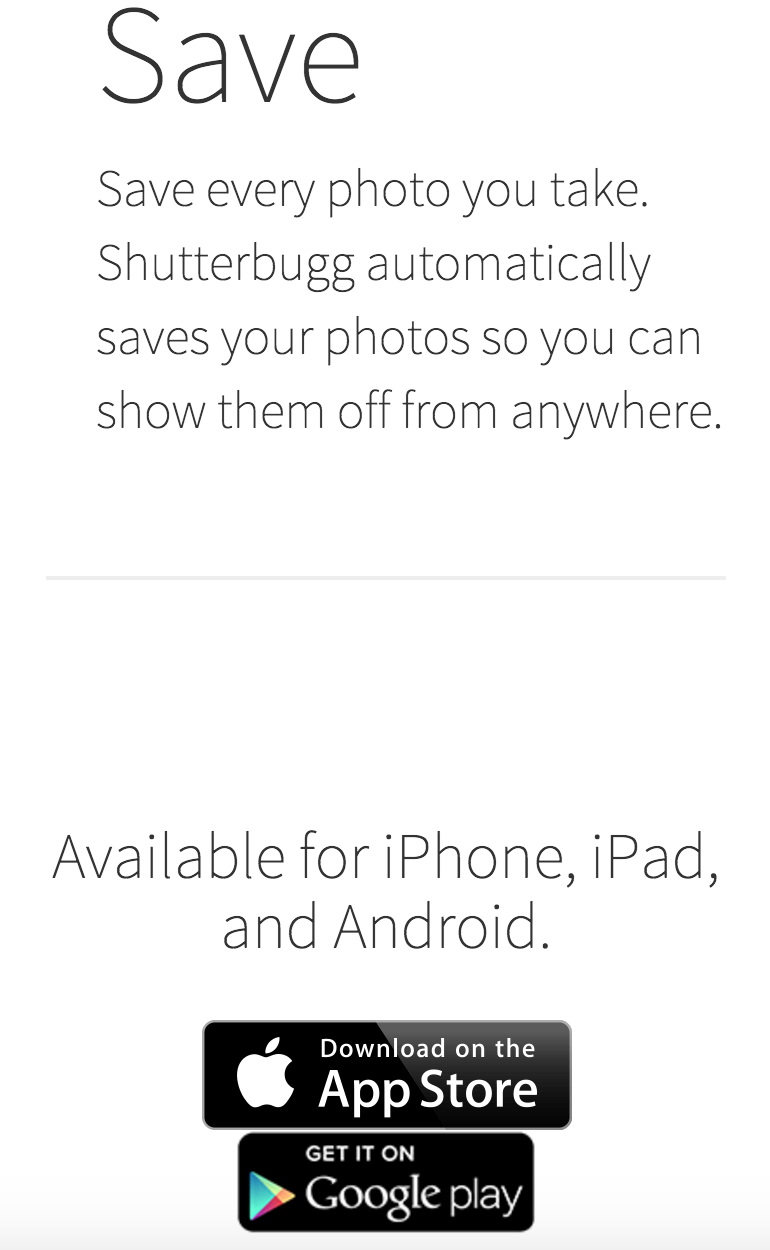 Save
Save every photo you take.
Shutterbugg automatically
saves your photos so you can
show them off from anywhere.
Available for iPhone, iPad,
and Android.
Download on the
App Store
GET IT ON
Google play